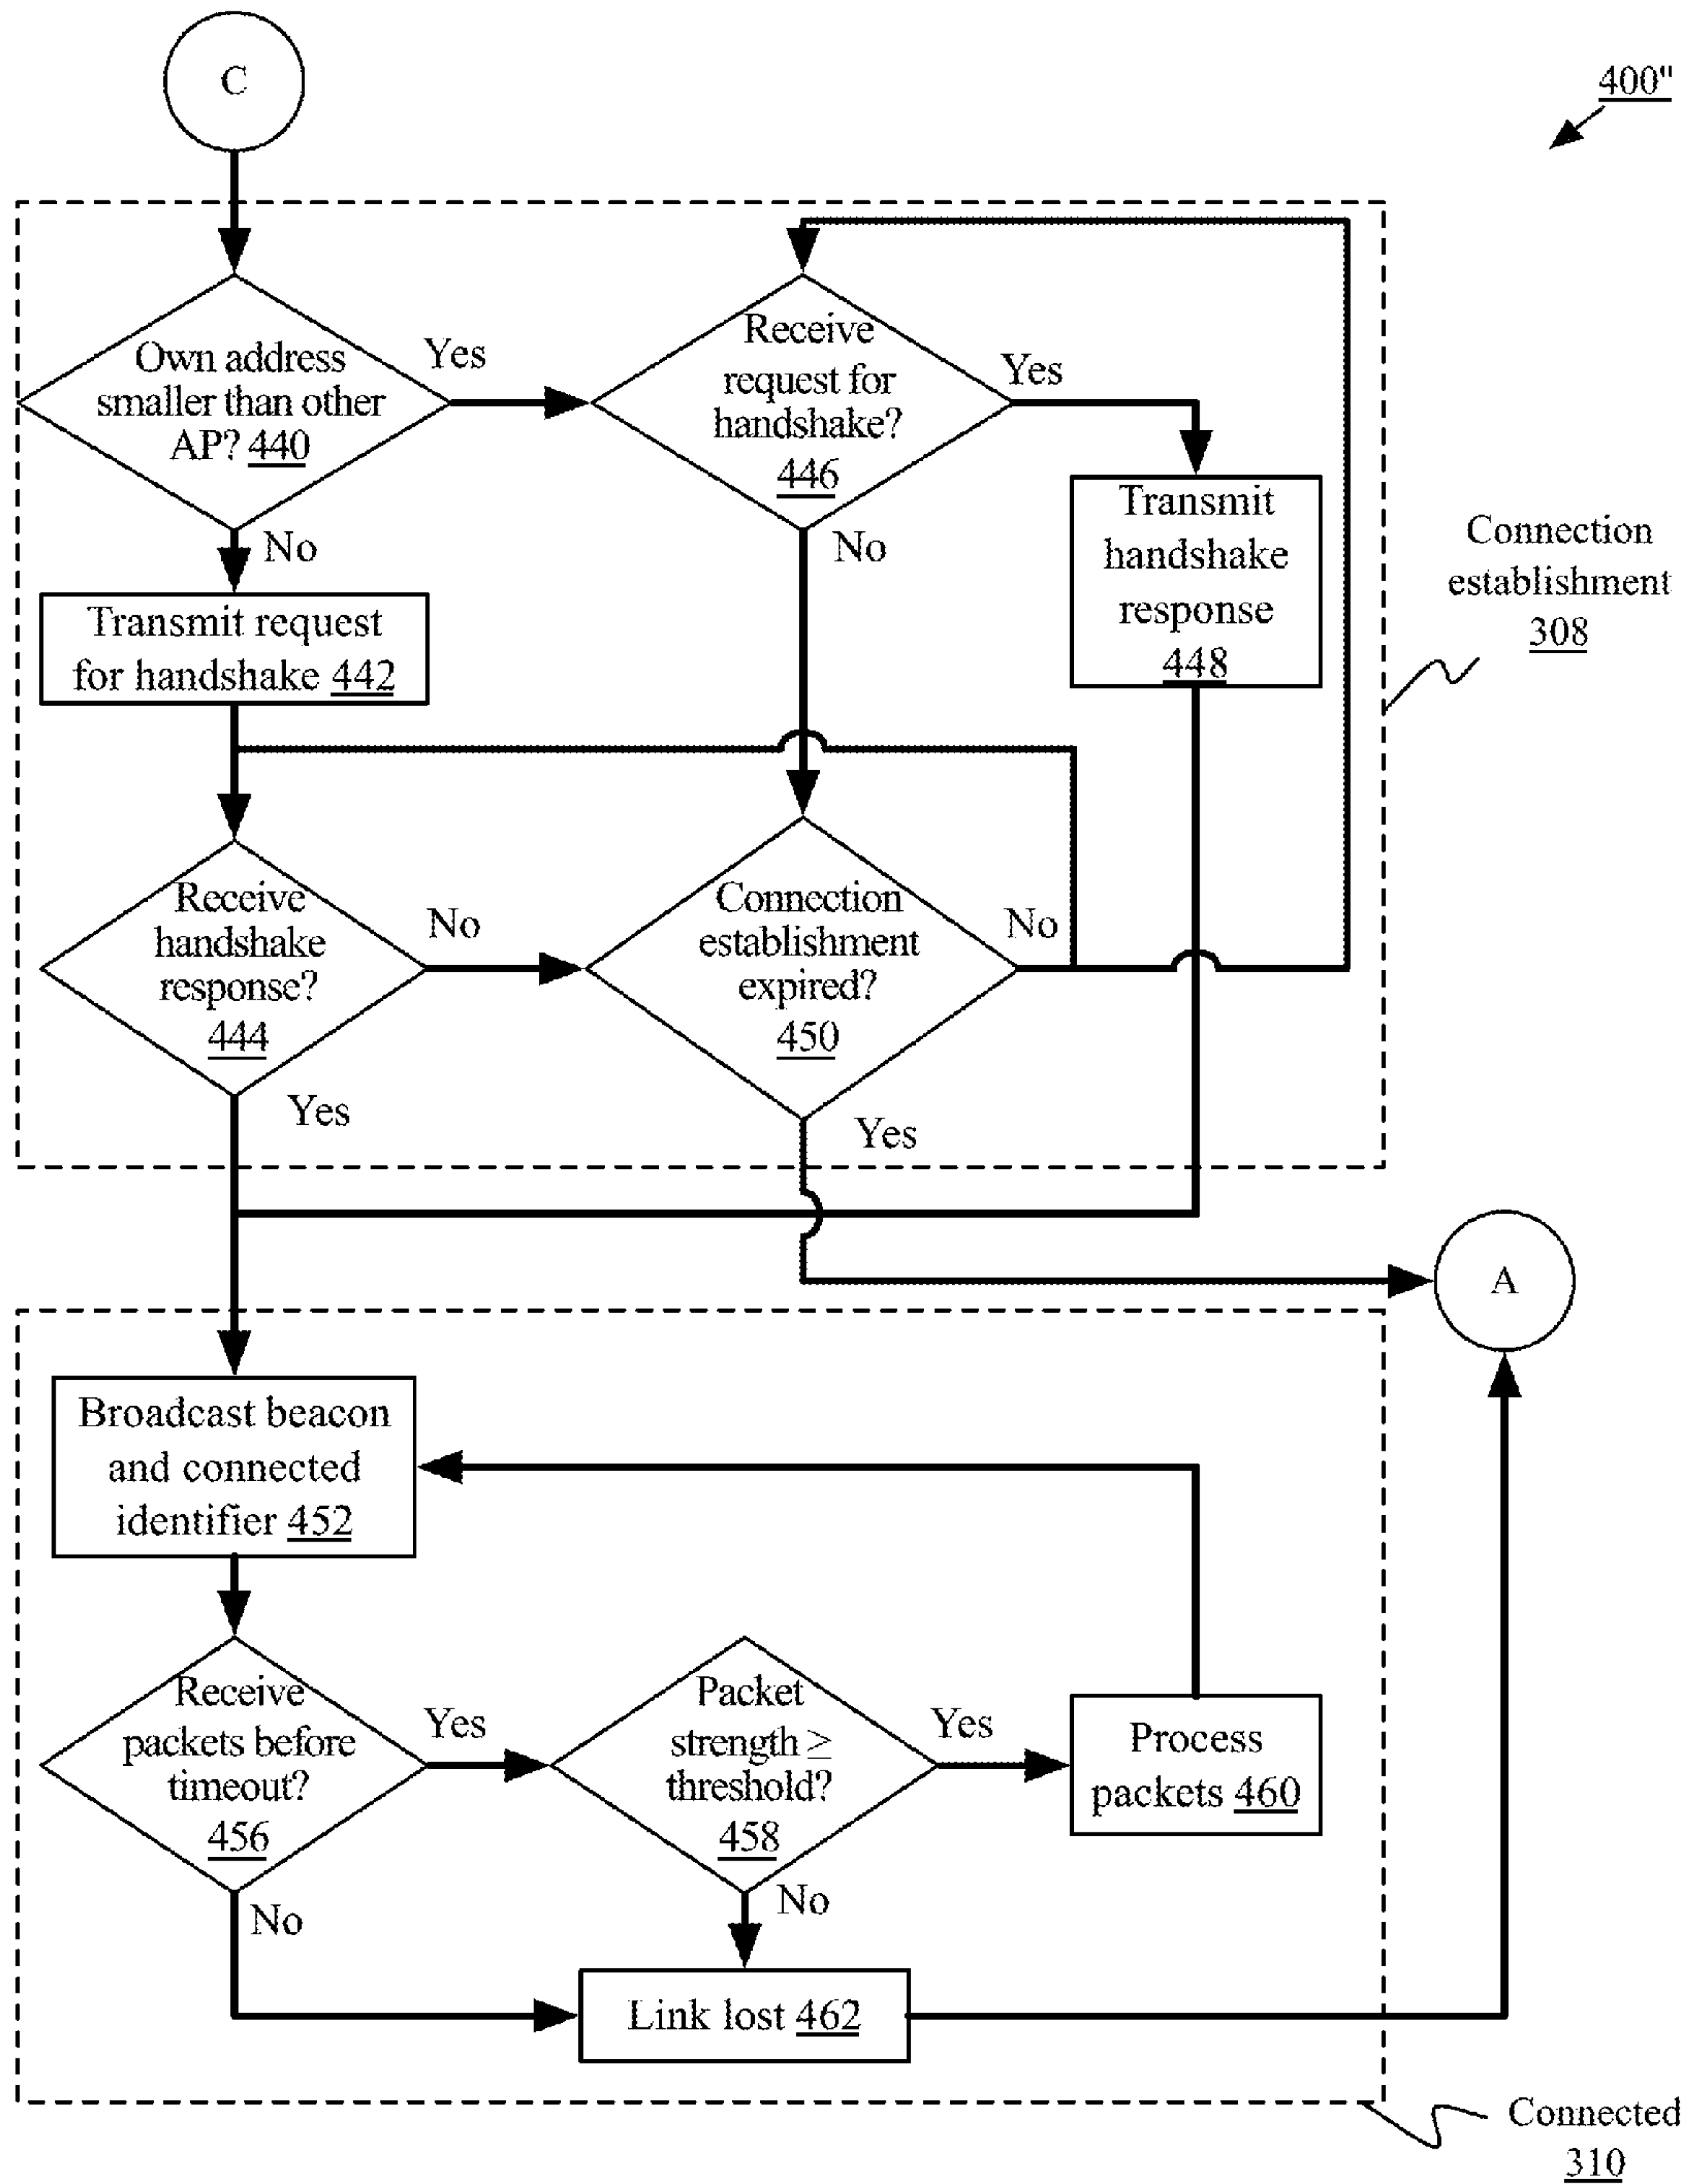 C
400"
Own address
smaller than other
AP? 440
Yes
No
Receive
request for
handshake?
446
Yes
No
Transmit
handshake
response
448
Connection
establishment
308
Transmit request
for handshake 442
Receive
handshake
response?
444
No
Yes
Connection
establishment
expired?
450
No
Yes
A
Broadcast beacon
and connected
identifier 452
Receive
packets before
timeout?
456
Yes
No
Packet
strength ≥
threshold?
458
Yes
No
Process
packets 460
Link lost 462
Connected
310